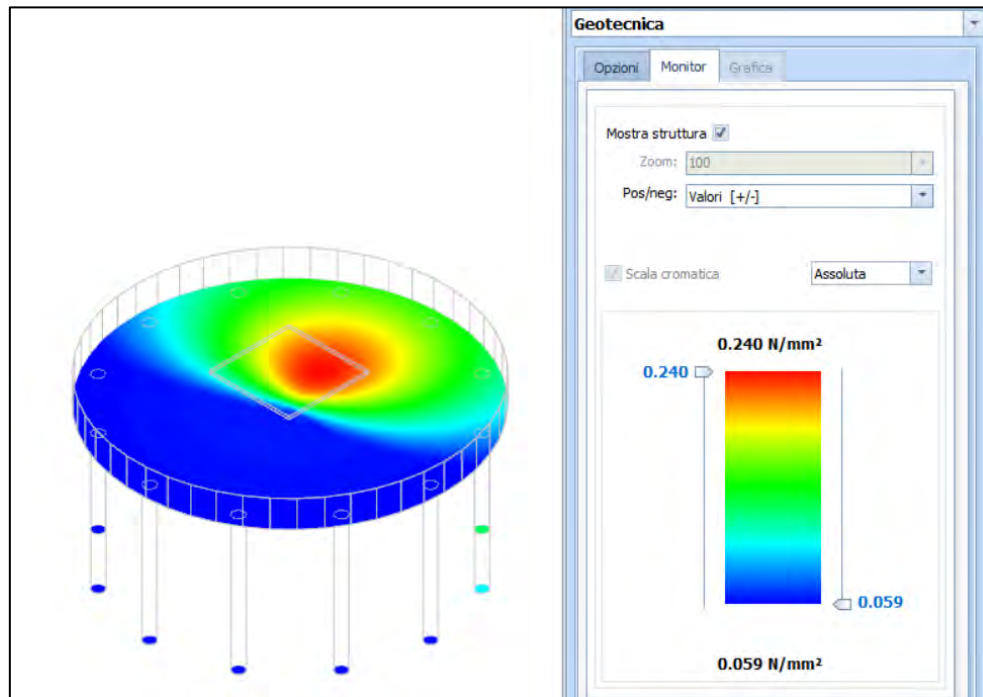 Geotecnica
Opzioni Monitor Grafica
Mostra struttura
Zoom: 100
Pos/neg: Valori [+/-]
Scala cromatica Assoluta
0.240 N/mm²
0.240
0.059
0.059 N/mm²